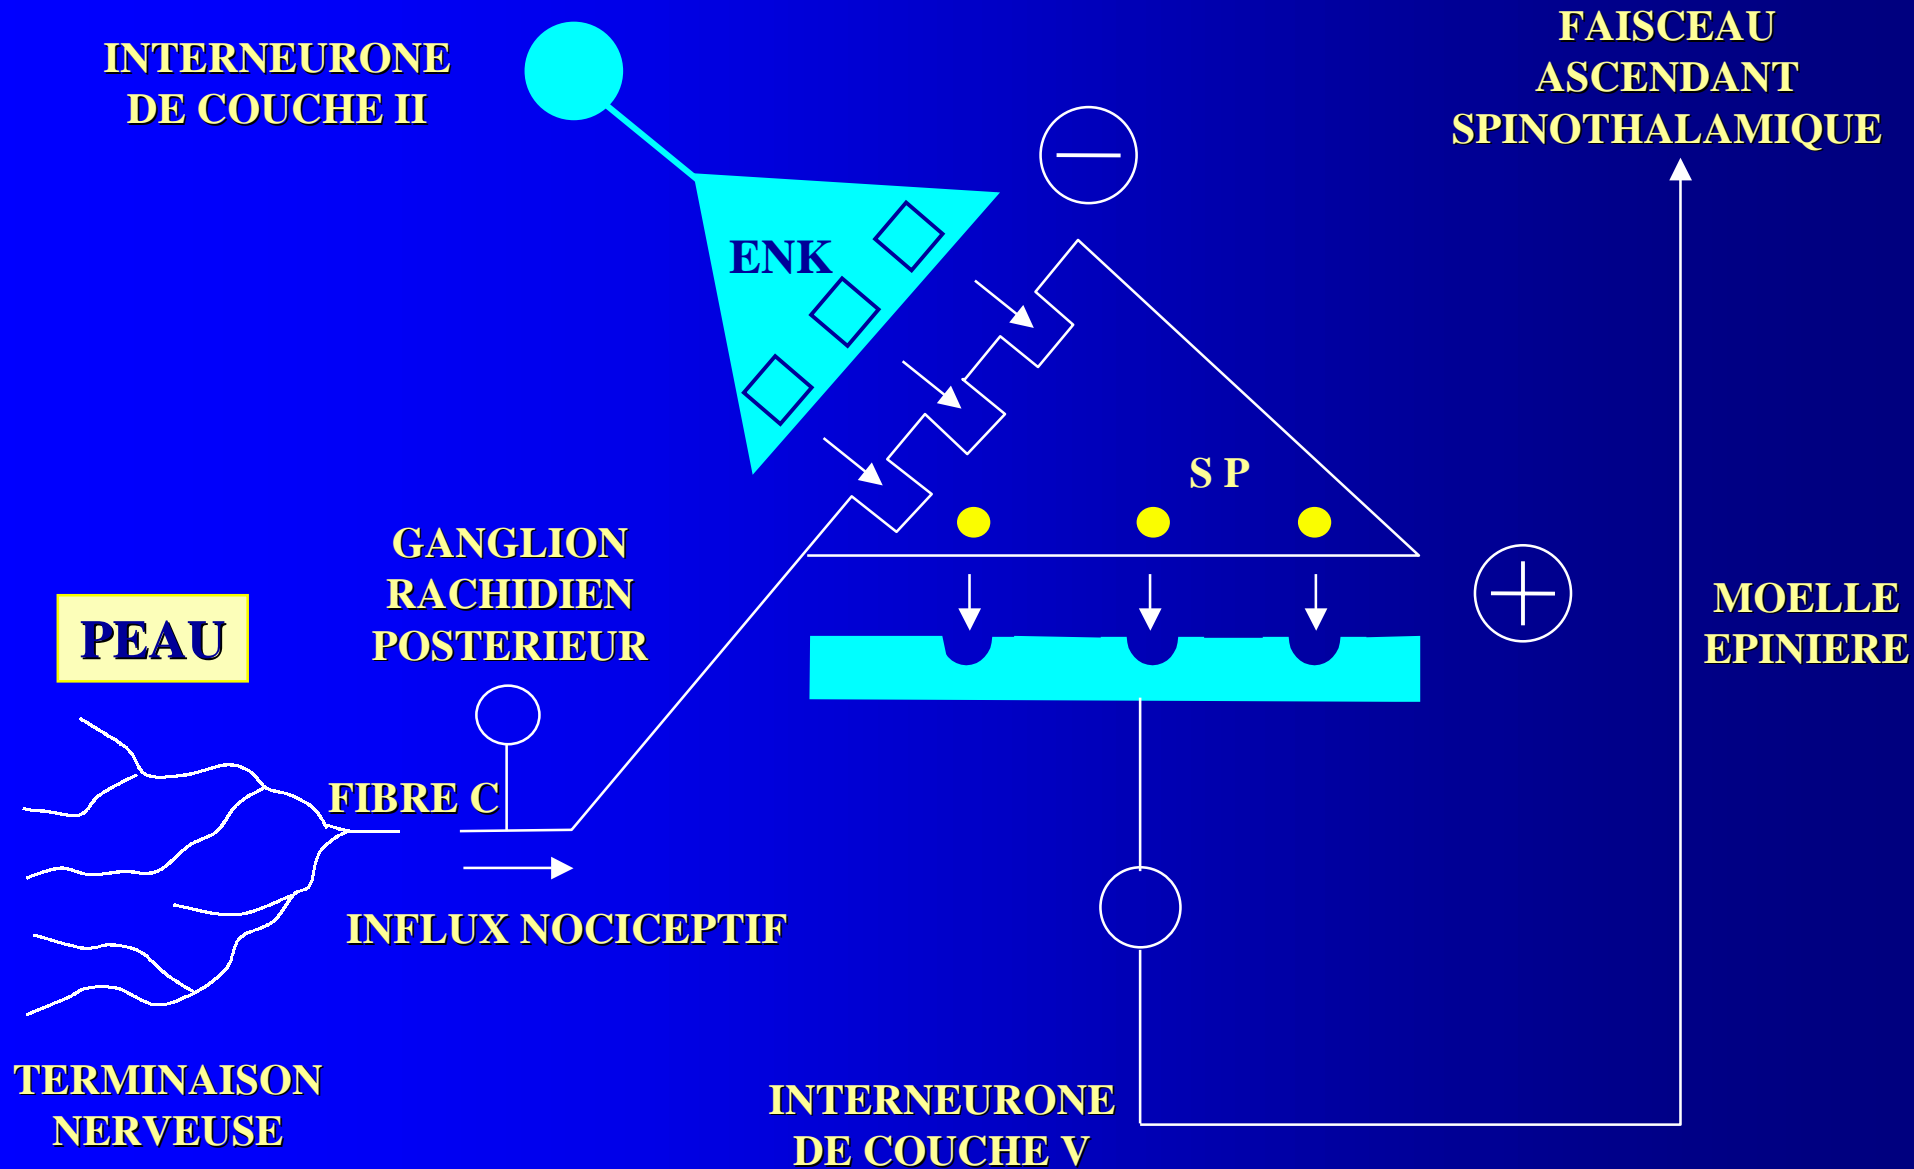 INTERNEURONE
DE COUCHE II
FAISCEAU
ASCENDANT
SPINOTHALAMIQUE
ENK
S P
GANGLION
RACHIDIEN
POSTERIEUR
PEAU
MOELLE
EPINIERE
FIBRE C
INFLUX NOCICEPTIF
TERMINAISON
NERVEUSE
INTERNEURONE
DE COUCHE V